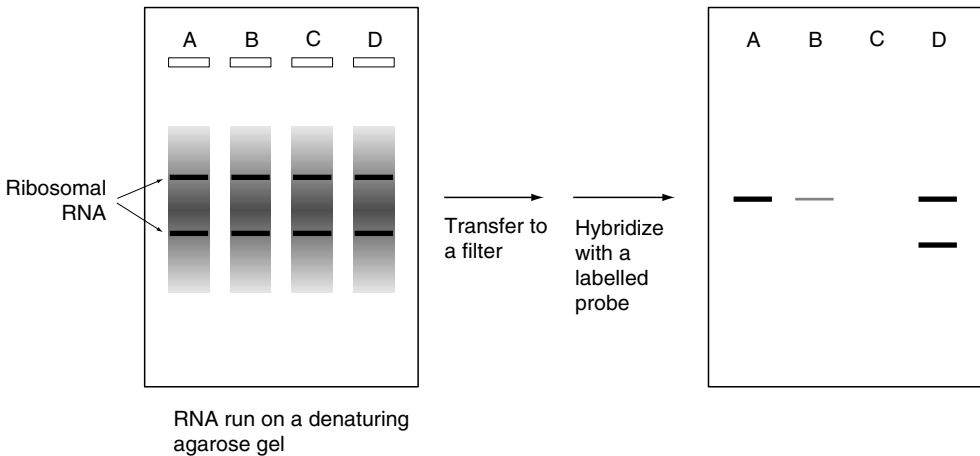 A B C D
Ribosomal
RNA
RNA run on a denaturing
agarose gel
Transfer to
a filter
Hybridize
with a
labelled
probe
A B C D